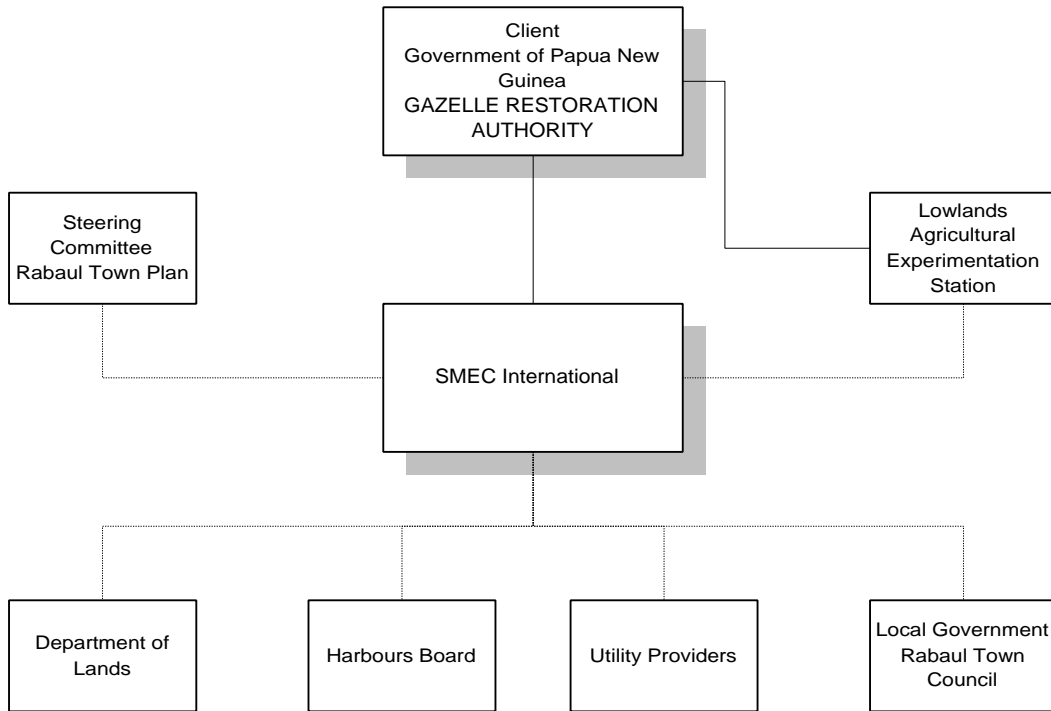 Client
Government of Papua New
Guinea
GAZELLE RESTORATION
AUTHORITY
Steering
Committee
Rabaul Town Plan
Lowlands
Agricultural
Experimentation
Station
SMEC International
Department of
Lands
Harbours Board
Utility Providers
Local Government
Rabaul Town
Council